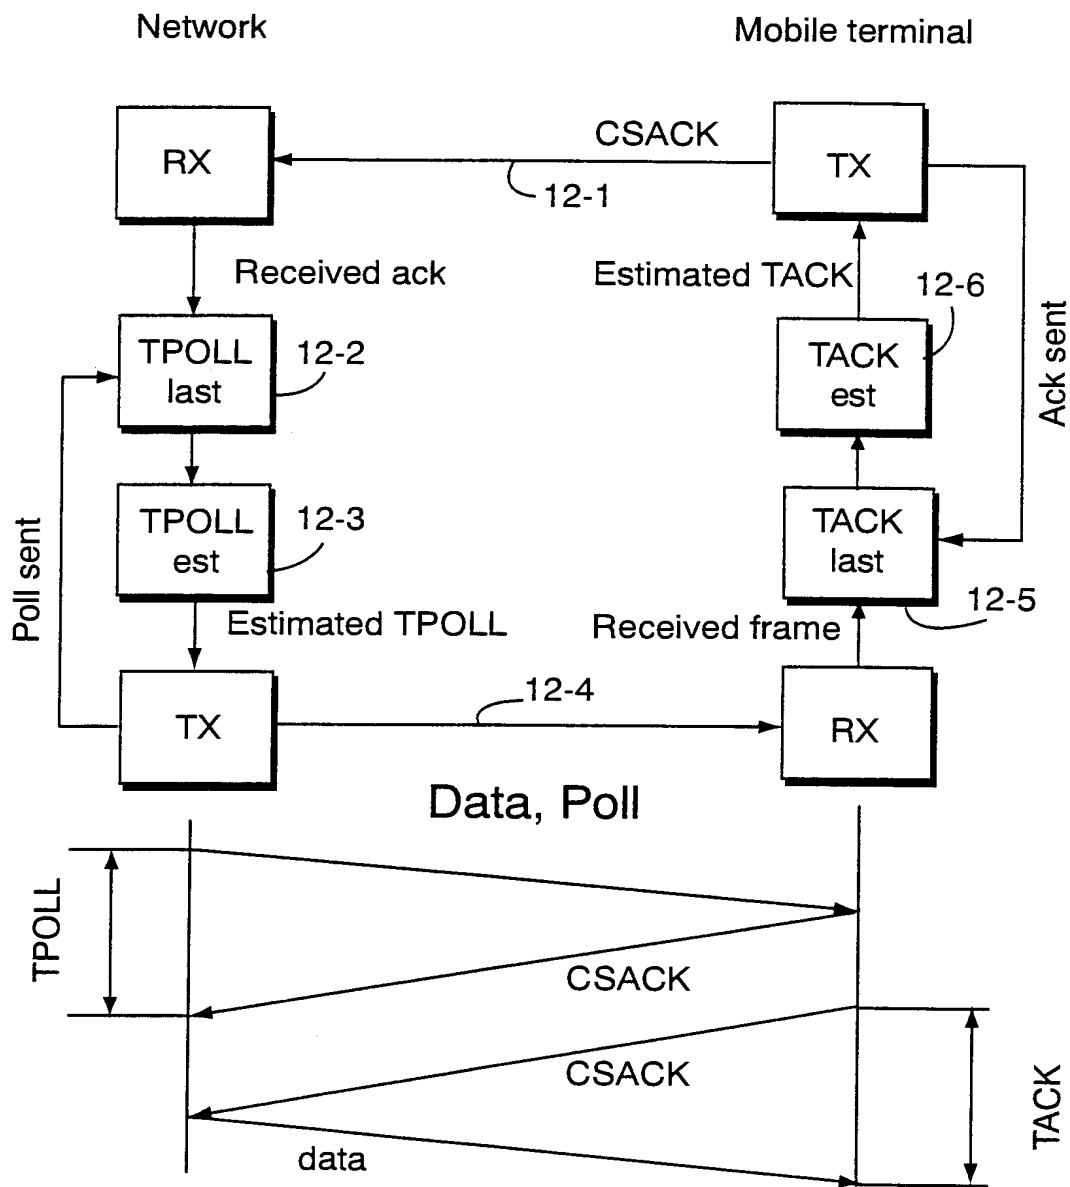 Network
Mobile terminal
RX
CSACK
TX
12-1
Received ack
Estimated TACK
12-6
TPOLL
last
12-2
TACK
est
Ack sent
TPOLL
est
12-3
TACK
last
12-5
Poll sent
Estimated TPOLL
Received frame
TX
12-4
RX
Data, Poll
TPOLL
CSACK
CSACK
TACK
data